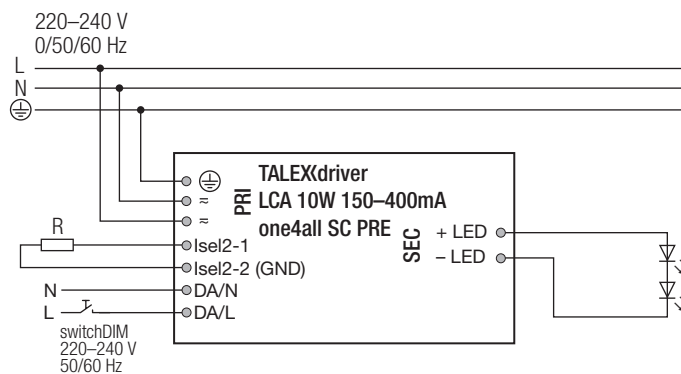 220–240 V
0/50/60 Hz
L
N
TALEXXdriver
LCA 10W 150–400mA
one4all SC PRE
PRI
SEC
≂
≂
Isel2-1
Isel2-2 (GND)
DA/N
DA/L
+ LED
– LED
R
N
L
switchDIM
220–240 V
50/60 Hz